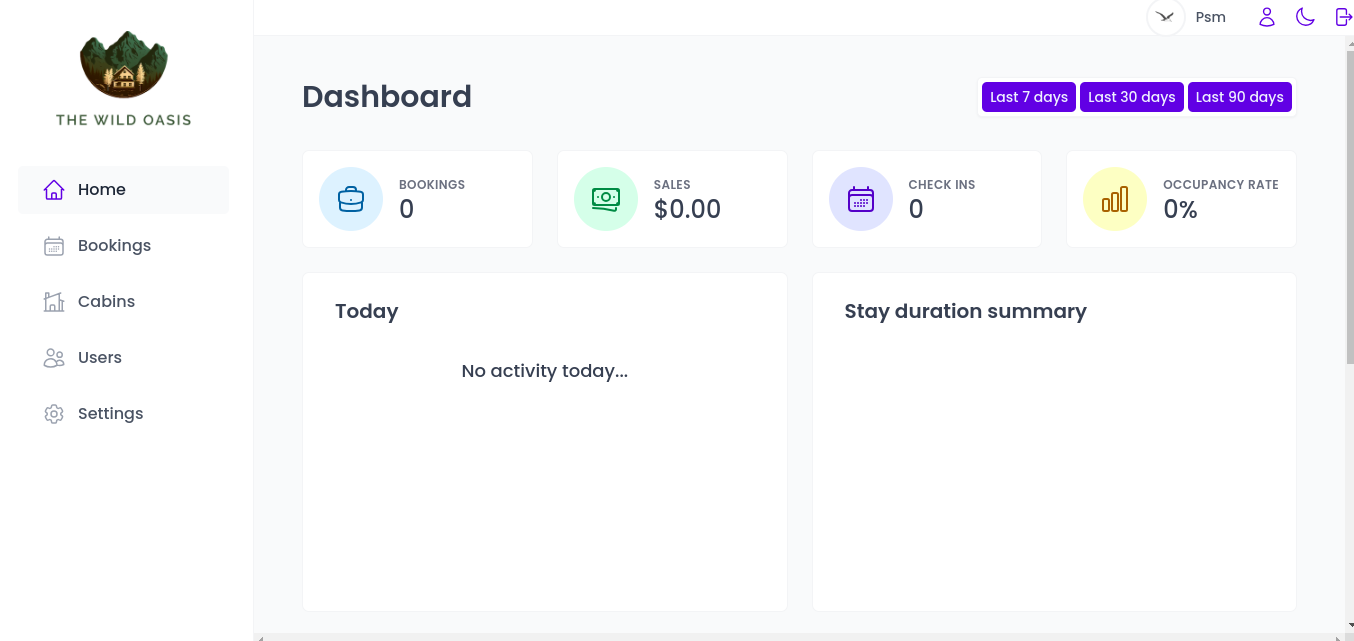 Psm
THE WILD OASIS
Home
Bookings
Cabins
Users
Settings
Dashboard
Last 7 days Last 30 days Last 90 days
BOOKINGS
0
SALES
$0.00
CHECK INS
0
OCCUPANCY RATE
0%
Today
No activity today...
Stay duration summary